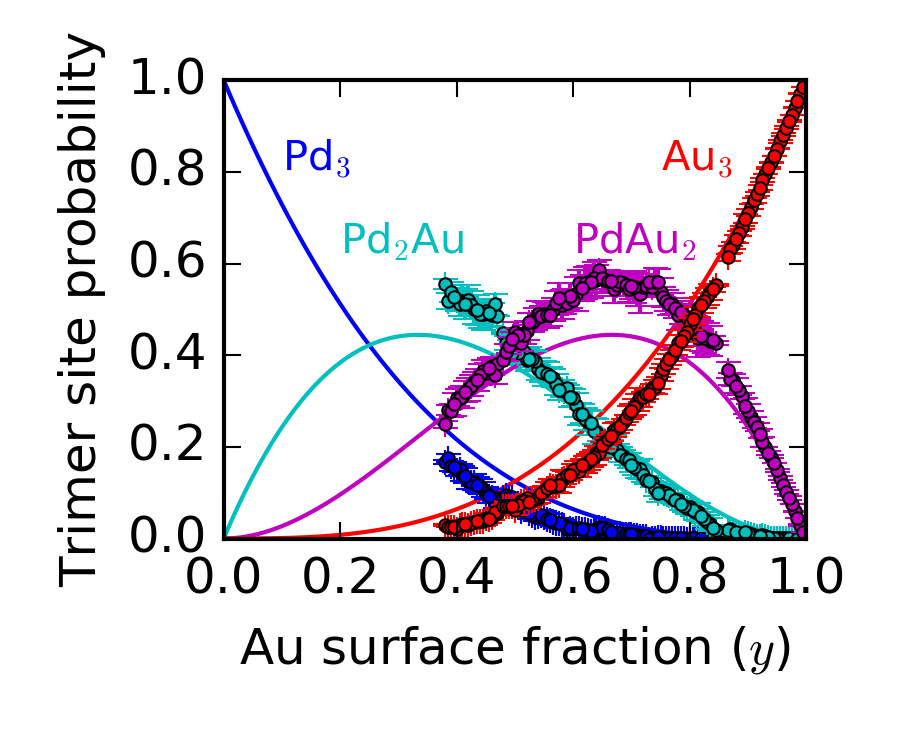 Trimer site probability
1.0
0.8
0.6
0.4
0.2
0.0
Pd₃
Au₃
Pd₂Au
PdAu₂
0.0 0.2 0.4 0.6 0.8 1.0
Au surface fraction (y)